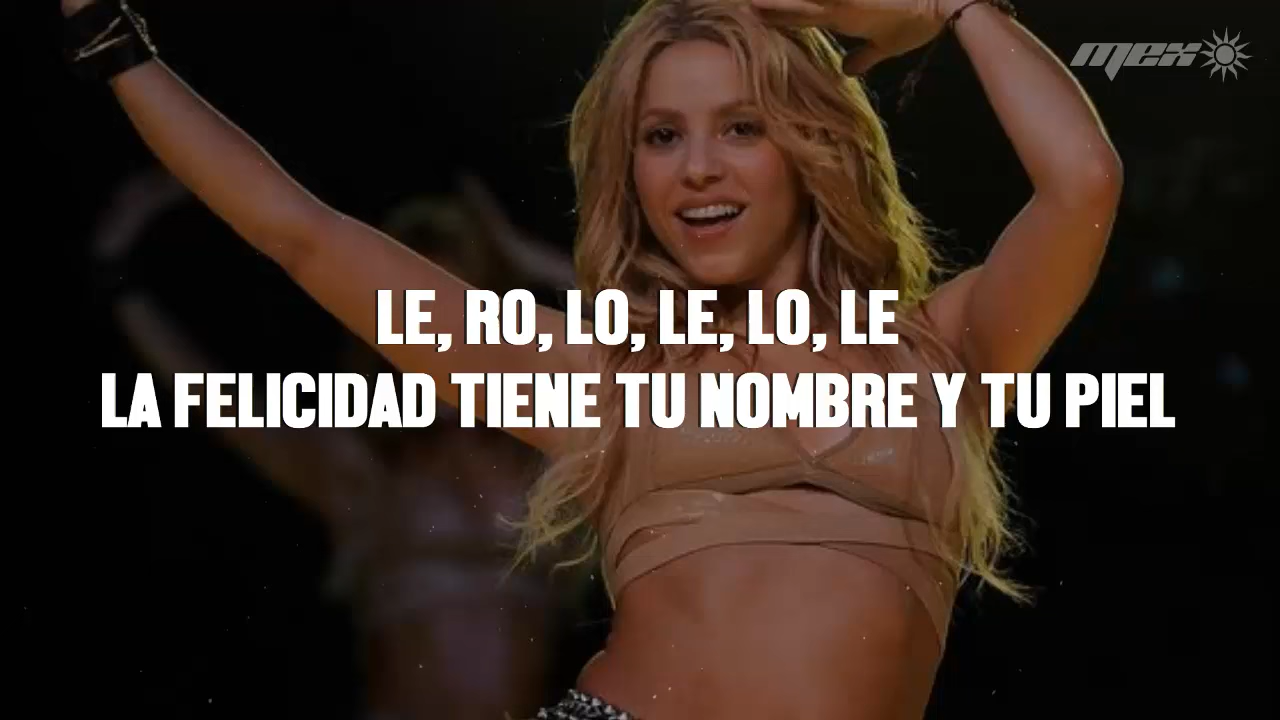 MEX
LE, RO, LO, LE, LO, LE
LA FELICIDAD TIENE TU NOMBRE Y TU PIEL